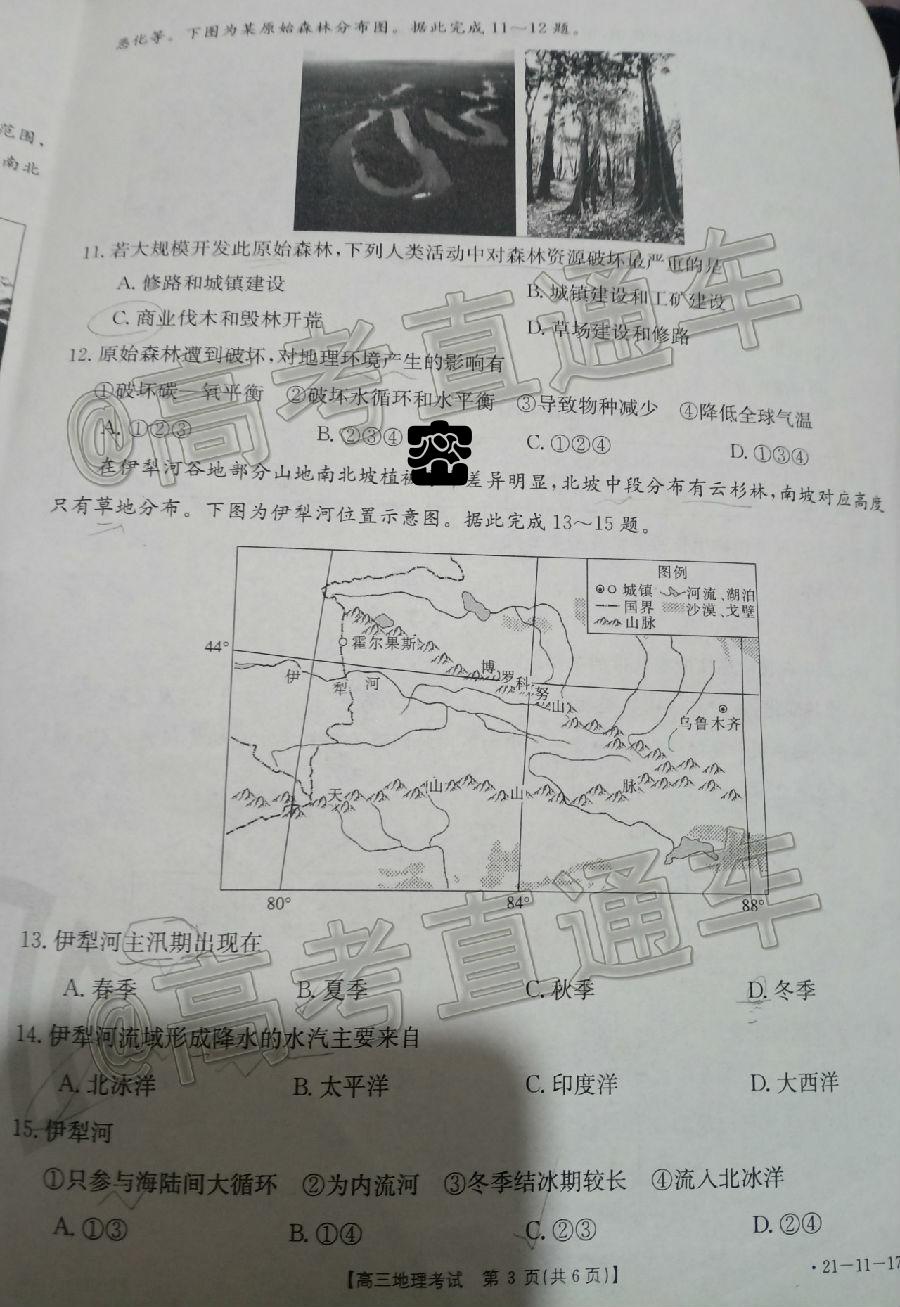 恶化等。下图为某原始森林分布图。据此完成11～12题。
范围、
南北
11. 若大规模开发此原始森林，下列人类活动中对森林资源破坏最严重的是
A. 修路和城镇建设
B. 城镇建设和工矿建设
C. 商业伐木和毁林开荒
D. 草场建设和修路
12. 原始森林遭到破坏，对地理环境产生的影响有
①破坏碳—氧平衡 ②破坏水循环和水平衡 ③导致物种减少 ④降低全球气温
A. ①②③ B. ②③④ C. ①②④ D. ①③④
密
在伊犁河谷地部分山地南北坡植被差异明显，北坡中段分布有云杉林，南坡对应高度
只有草地分布。下图为伊犁河位置示意图。据此完成13～15题。
图例
城镇 河流、湖泊
国界 沙漠、戈壁
山脉
44°
霍尔果斯
伊犁河
博罗科努山
乌鲁木齐
天山山脉
80° 84° 88°
13. 伊犁河主汛期出现在
A. 春季 B. 夏季 C. 秋季 D. 冬季
14. 伊犁河流域形成降水的水汽主要来自
A. 北冰洋 B. 太平洋 C. 印度洋 D. 大西洋
15. 伊犁河
①只参与海陆间大循环 ②为内流河 ③冬季结冰期较长 ④流入北冰洋
A. ①③ B. ①④ C. ②③ D. ②④
【高三地理考试 第3页(共6页)】
·21-11-17
@高考直通车
@高考直通车